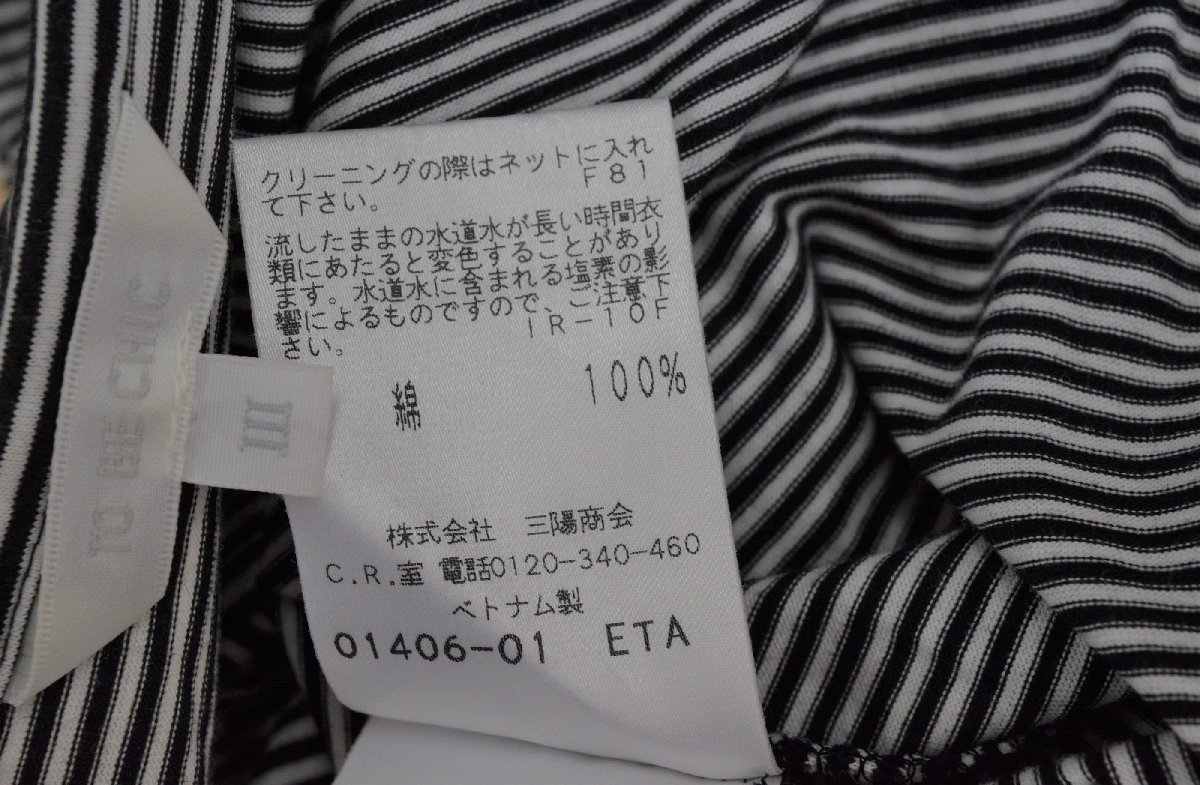 クリーニングの際はネットに入れ
て下さい。
F81
流したままの水道水が長い時間衣
類にあたると変色することがあり
ます。水道水に含まれる塩素の影
響によるものですので、ご注意下
さい。
IR-10F
綿 100%
株式会社 三陽商会
C.R.室 電話0120-340-460
ベトナム製
01406-01 ETA
III
TO BE CHIC